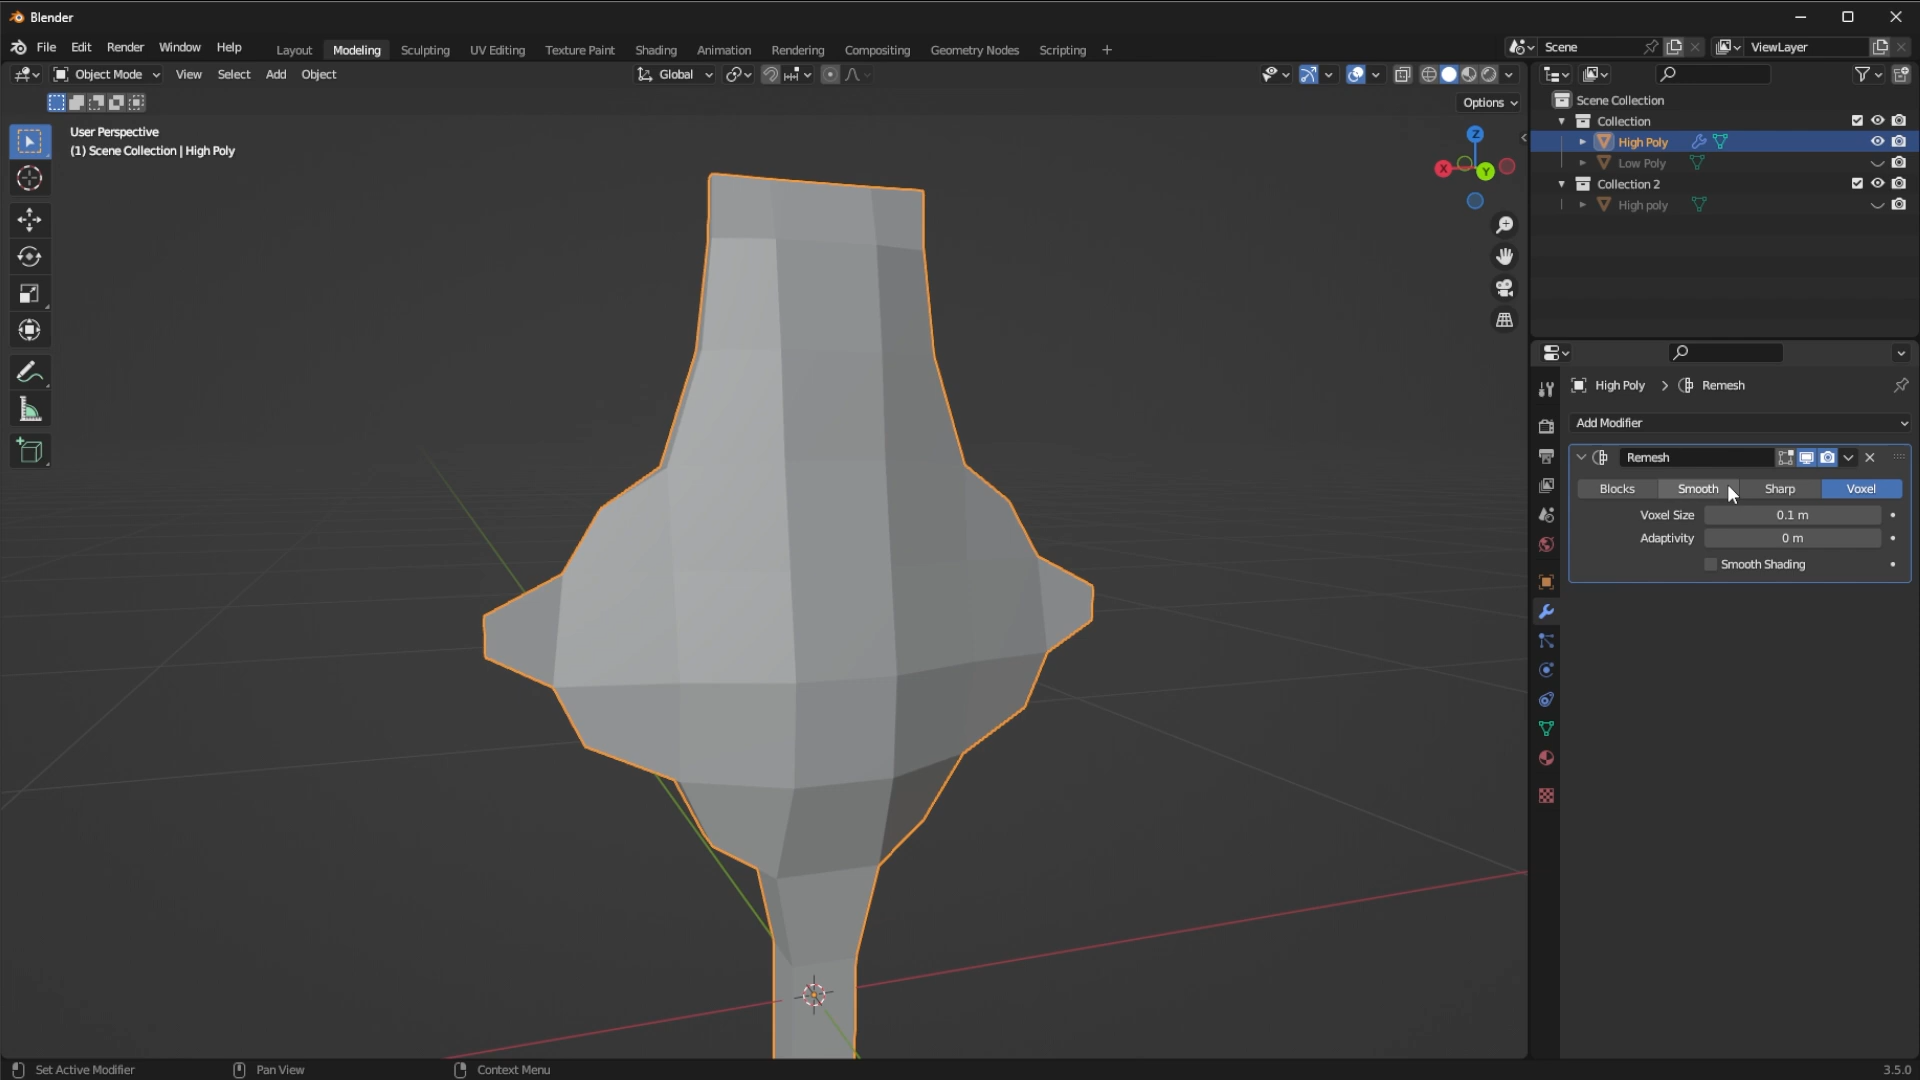 Blender
File Edit Render Window Help Layout Modeling Sculpting UV Editing Texture Paint Shading Animation Rendering Compositing Geometry Nodes Scripting + Scene ViewLayer
Object Mode View Select Add Object Global
Options
User Perspective
(1) Scene Collection | High Poly
Z
X
Y
Scene Collection
Collection
High Poly
Low Poly
Collection 2
High poly
High Poly > Remesh
Add Modifier
Remesh
Blocks Smooth Sharp Voxel
Voxel Size 0.1 m
Adaptivity 0 m
Smooth Shading
Set Active Modifier Pan View Context Menu 3.5.0